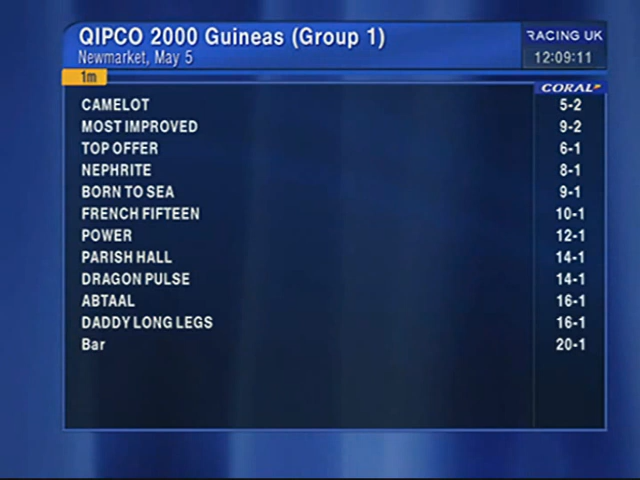 QIPCO 2000 Guineas (Group 1)
RACING UK
Newmarket, May 5
12:09:11
1m
CORAL
CAMELOT 5-2
MOST IMPROVED 9-2
TOP OFFER 6-1
NEPHRITE 8-1
BORN TO SEA 9-1
FRENCH FIFTEEN 10-1
POWER 12-1
PARISH HALL 14-1
DRAGON PULSE 14-1
ABTAAL 16-1
DADDY LONG LEGS 16-1
Bar 20-1